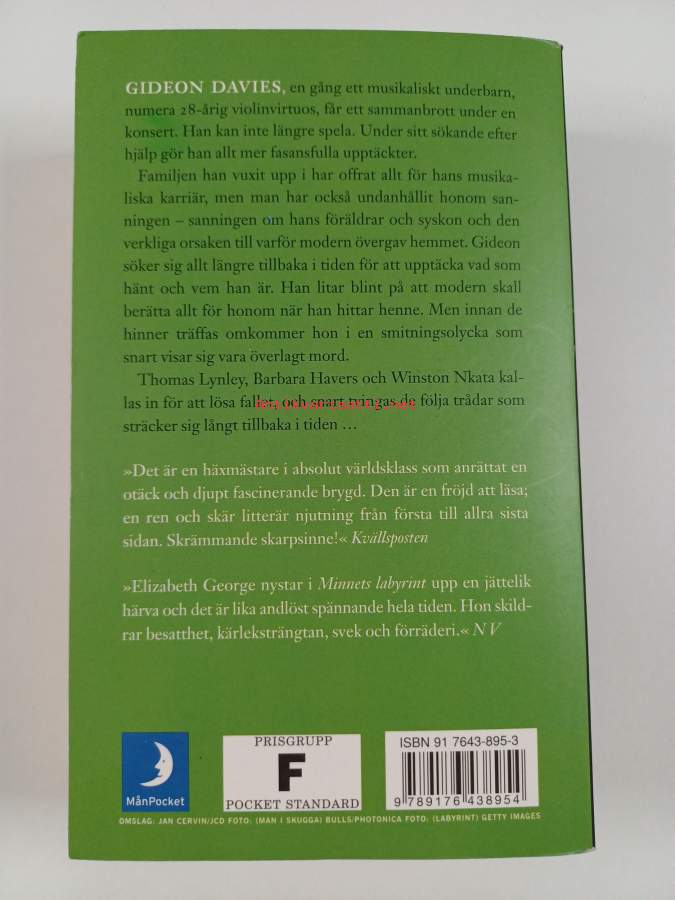 GIDEON DAVIES, en gång ett musikaliskt underbarn,
numera 28-årig violinvirtuos, får ett sammanbrott under en
konsert. Han kan inte längre spela. Under sitt sökande efter
hjälp gör han allt mer fasansfulla upptäckter.
Familjen han vuxit upp i har offrat allt för hans musika-
liska karriär, men man har också undanhållit honom san-
ningen – sanningen om hans föräldrar och syskon och den
verkliga orsaken till varför modern övergav hemmet. Gideon
söker sig allt längre tillbaka i tiden för att upptäcka vad som
hänt och vem han är. Han litar blint på att modern skall
berätta allt för honom när han hittar henne. Men innan de
hinner träffas omkommer hon i en smitningsolycka som
snart visar sig vara överlagt mord.
Thomas Lynley, Barbara Havers och Winston Nkata kal-
las in för att lösa fallet, och snart tvingas de följa trådar som
sträcker sig långt tillbaka i tiden …
»Det är en häxmästare i absolut världsklass som anrättat en
otäck och djupt fascinerande brygd. Den är en fröjd att läsa;
en ren och skär litterär njutning från första till allra sista
sidan. Skrämmande skarpsinne!« Kvällsposten
»Elizabeth George nystar i Minnets labyrint upp en jättelik
härva och det är lika andlöst spännande hela tiden. Hon skild-
rar besatthet, kärleksträngtan, svek och förräderi.« NV
MånPocket
PRISGRUPP
F
POCKET STANDARD
ISBN 91 7643-895-3
9 789176 438954
OMSLAG: JAN CERVIN/JCD FOTO: (MAN I SKUGGA) BULLS/PHOTONICA FOTO: (LABYRINT) GETTY IMAGES